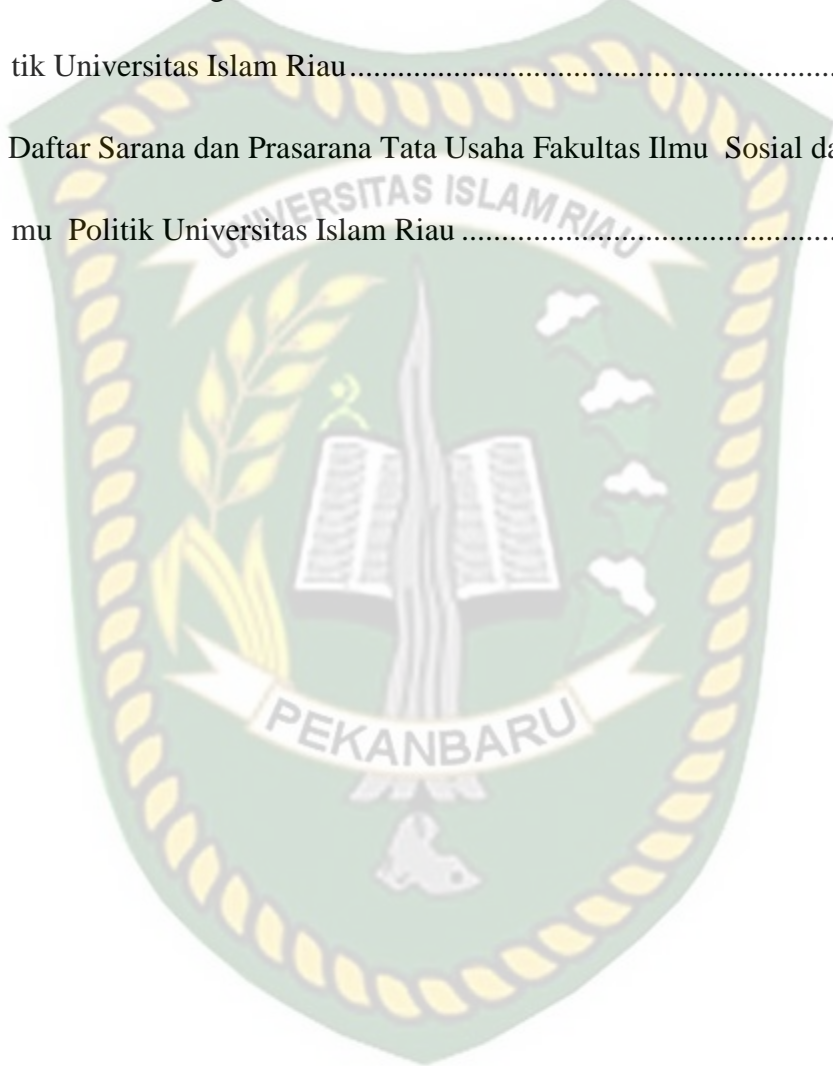 tik Universitas Islam Riau ....................................................................
Daftar Sarana dan Prasarana Tata Usaha Fakultas Ilmu Sosial da
mu Politik Universitas Islam Riau ....................................................
UNIVERSITAS ISLAM RIAU
PEKANBARU